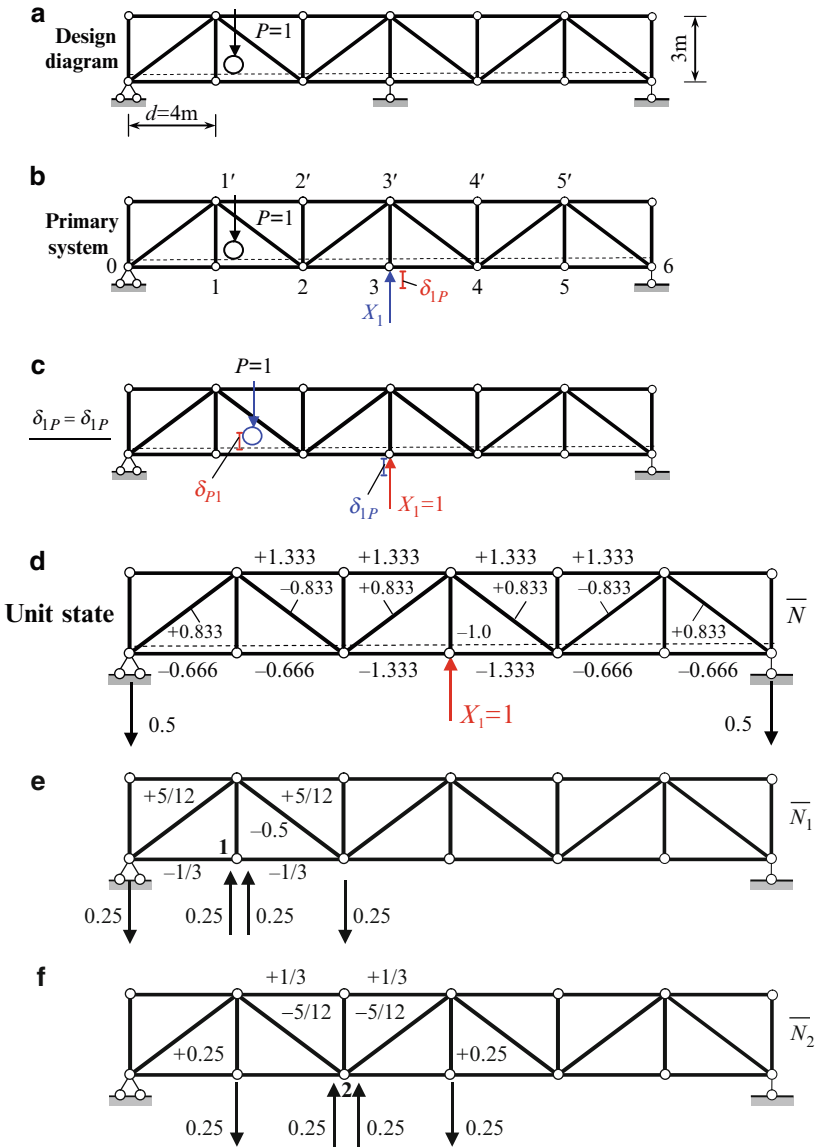 a
Design
diagram
P=1
3m
d=4m
b
1′ 2′ 3′ 4′ 5′
Primary
system
P=1
0 6
1 2 3 4 5
δ1P
X1
c
P=1
δ1P = δ1P
δP1
δ1P
X1=1
d
+1.333 +1.333 +1.333 +1.333
Unit state
–0.833 +0.833 +0.833 –0.833
N
+0.833 –1.0 +0.833
–0.666 –0.666 –1.333 –1.333 –0.666 –0.666
0.5 X1=1 0.5
e
+5/12 +5/12
N1
–0.5
1
–1/3 –1/3
0.25 0.25 0.25 0.25
f
+1/3 +1/3
–5/12 –5/12
N2
+0.25 +0.25
2
0.25 0.25 0.25 0.25